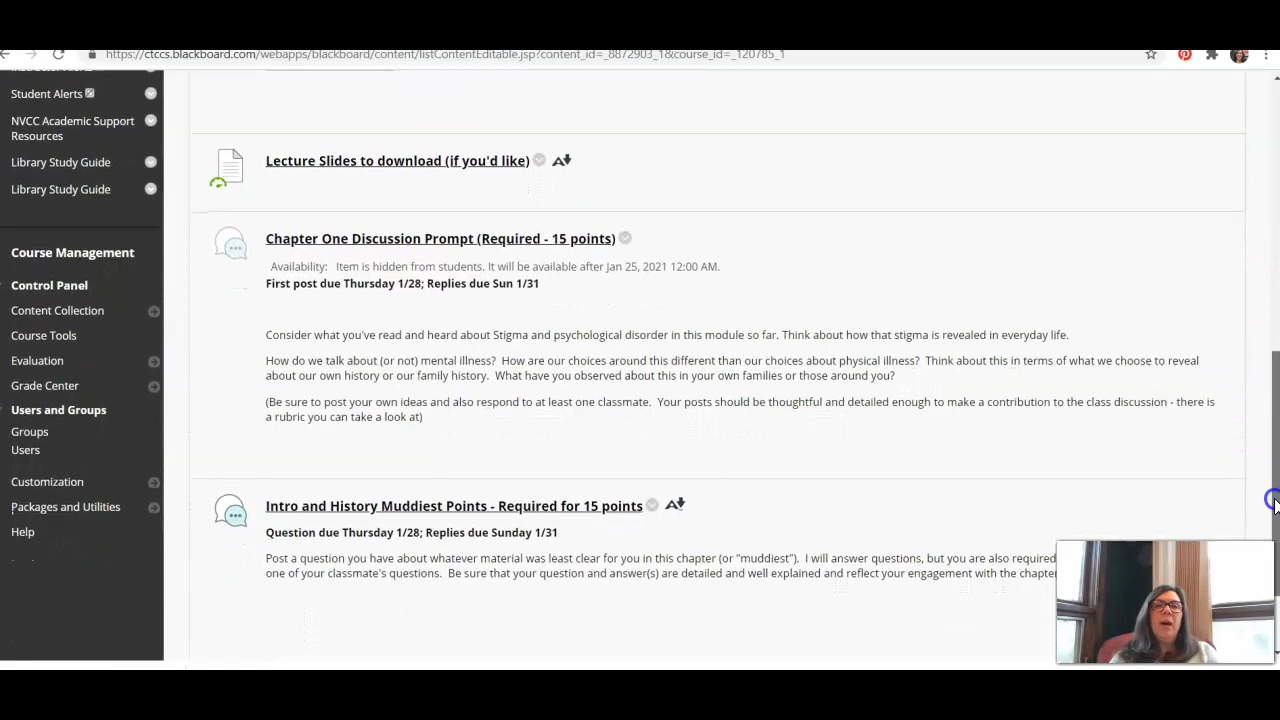 https://ctccs.blackboard.com/webapps/blackboard/content/listContentEditable.jsp?content_id=_8872903_1&course_id=_120785_1
Student Alerts
NVCC Academic Support
Resources
Library Study Guide
Library Study Guide
Course Management
Control Panel
Content Collection
Course Tools
Evaluation
Grade Center
Users and Groups
Groups
Users
Customization
Packages and Utilities
Help
Lecture Slides to download (if you'd like)
Chapter One Discussion Prompt (Required - 15 points)
Availability: Item is hidden from students. It will be available after Jan 25, 2021 12:00 AM.
First post due Thursday 1/28; Replies due Sun 1/31
Consider what you've read and heard about Stigma and psychological disorder in this module so far. Think about how that stigma is revealed in everyday life.
How do we talk about (or not) mental illness? How are our choices around this different than our choices about physical illness? Think about this in terms of what we choose to reveal
about our own history or our family history. What have you observed about this in your own families or those around you?
(Be sure to post your own ideas and also respond to at least one classmate. Your posts should be thoughtful and detailed enough to make a contribution to the class discussion - there is
a rubric you can take a look at)
Intro and History Muddiest Points - Required for 15 points
Question due Thursday 1/28; Replies due Sunday 1/31
Post a question you have about whatever material was least clear for you in this chapter (or "muddiest"). I will answer questions, but you are also required
one of your classmate's questions. Be sure that your question and answer(s) are detailed and well explained and reflect your engagement with the chapter